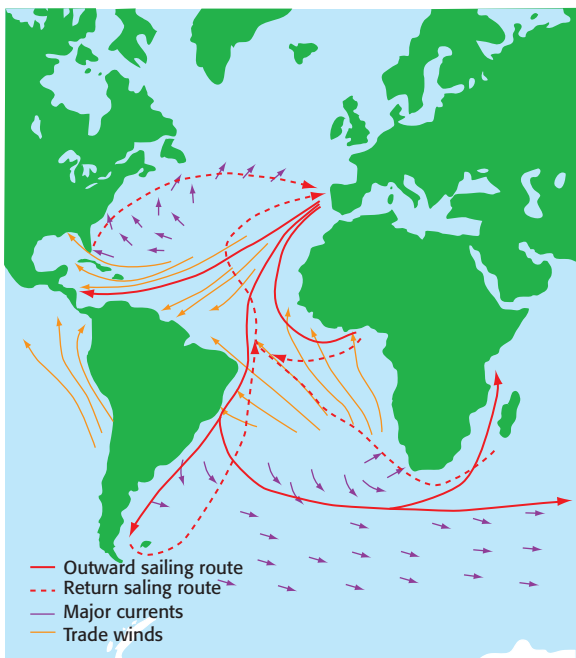 Outward sailing route
Return saling route
Major currents
Trade winds